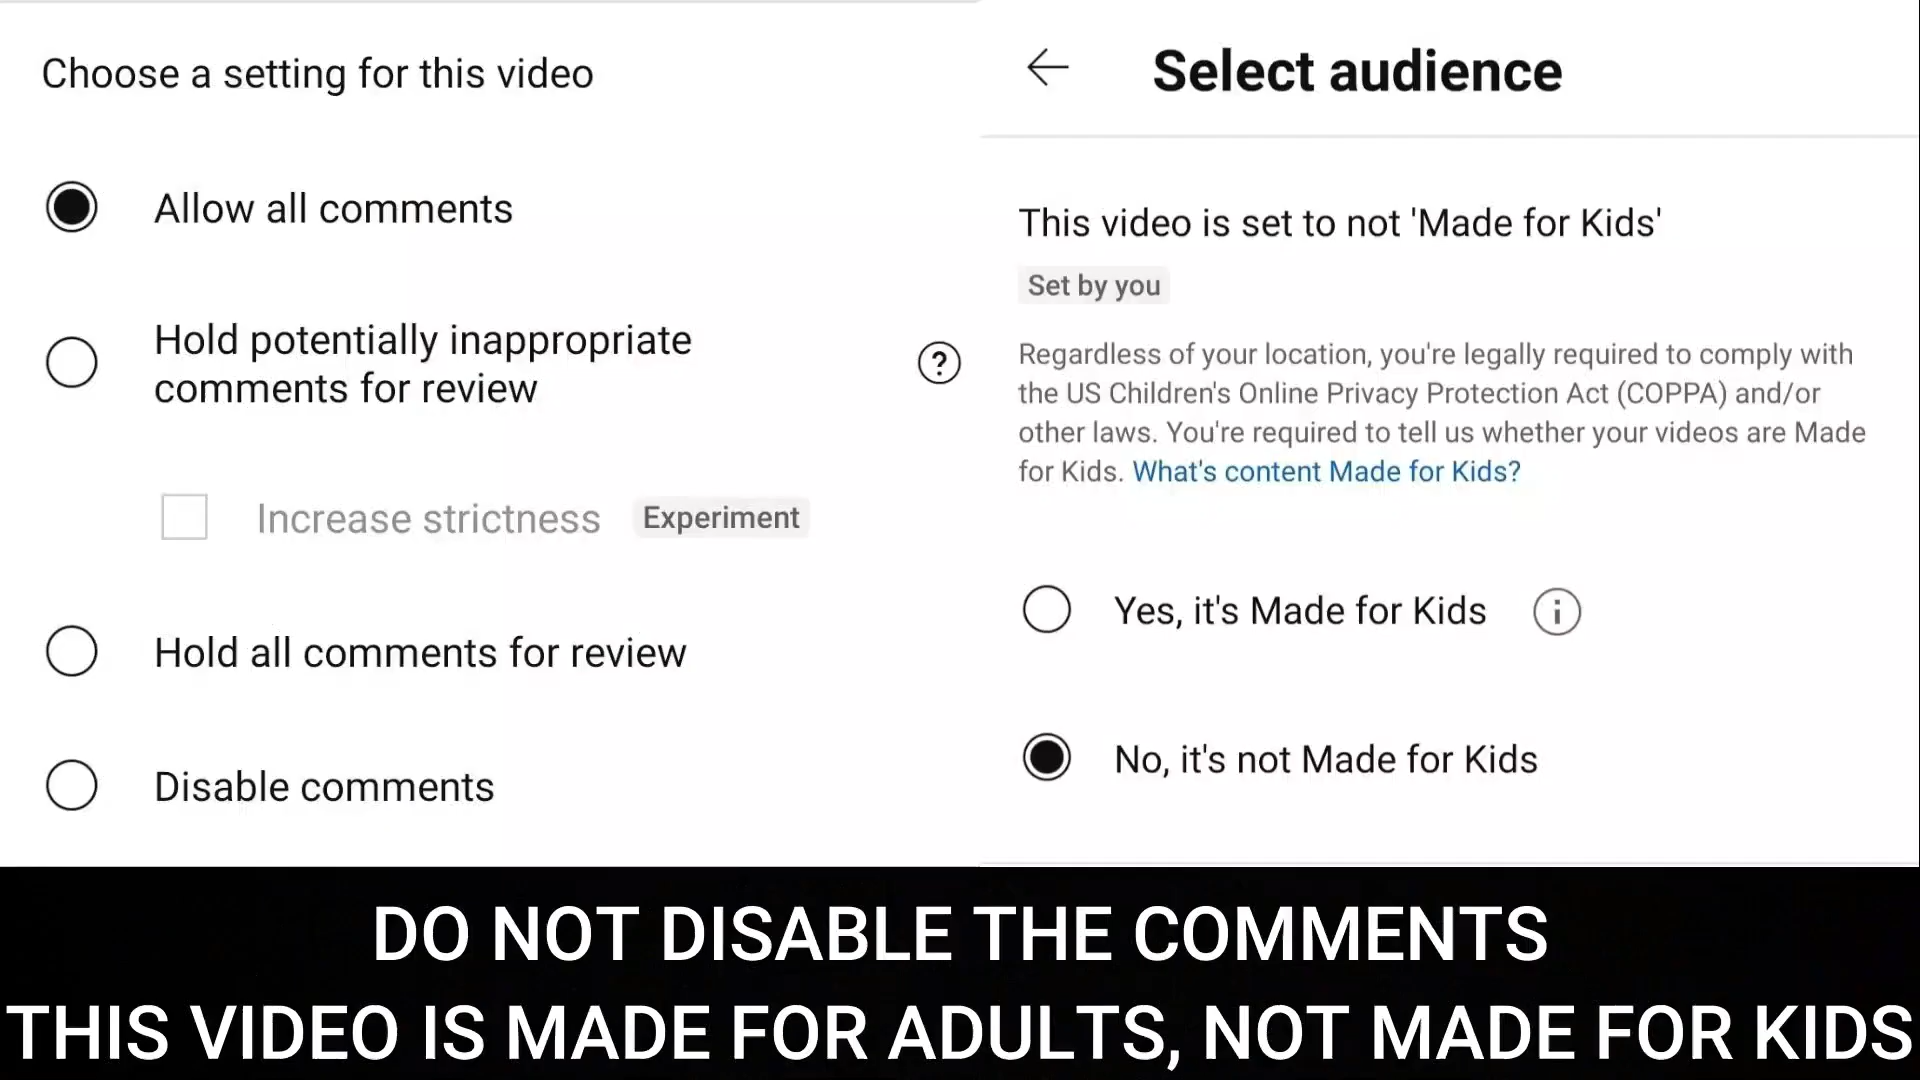 Choose a setting for this video
Allow all comments
Hold potentially inappropriate
comments for review
?
Increase strictness Experiment
Hold all comments for review
Disable comments
Select audience
This video is set to not 'Made for Kids'
Set by you
Regardless of your location, you're legally required to comply with
the US Children's Online Privacy Protection Act (COPPA) and/or
other laws. You're required to tell us whether your videos are Made
for Kids. What's content Made for Kids?
Yes, it's Made for Kids i
No, it's not Made for Kids
DO NOT DISABLE THE COMMENTS
THIS VIDEO IS MADE FOR ADULTS, NOT MADE FOR KIDS